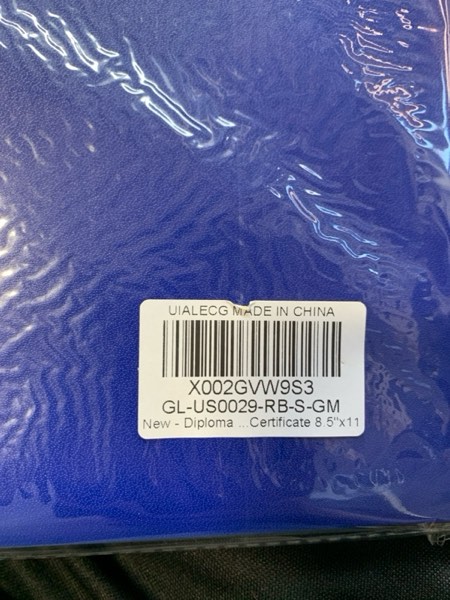 UIALECG MADE IN CHINA
X002GVW9S3
GL-US0029-RB-S-GM
New - Diploma ...Certificate 8.5"x11